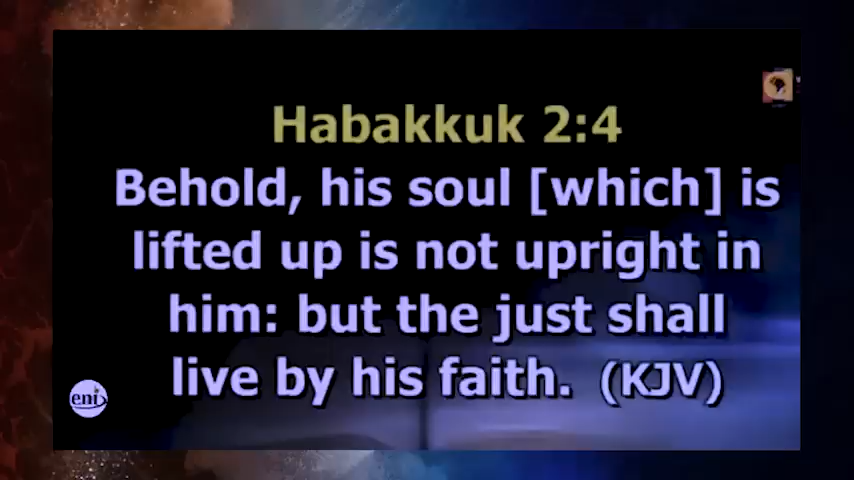 Habakkuk 2:4
Behold, his soul [which] is
lifted up is not upright in
him: but the just shall
live by his faith. (KJV)
eni